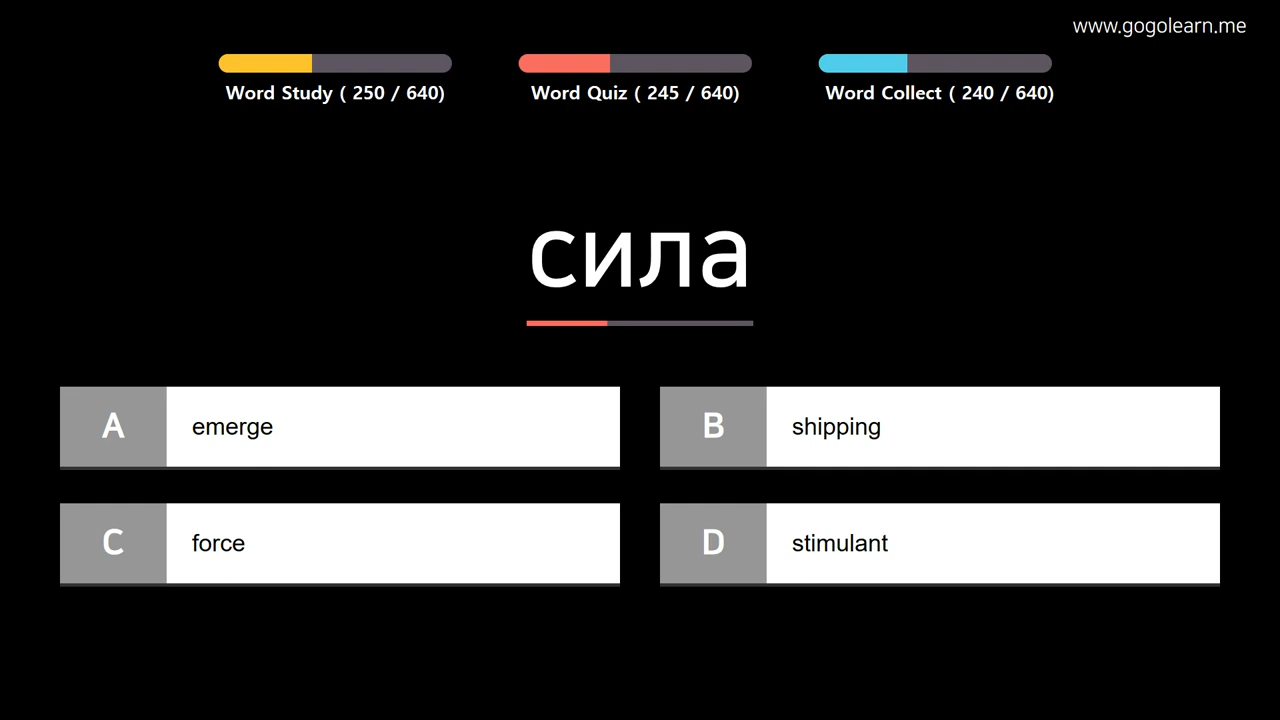 www.gogolearn.me
Word Study ( 250 / 640)
Word Quiz ( 245 / 640)
Word Collect ( 240 / 640)
сила
A emerge
B shipping
C force
D stimulant